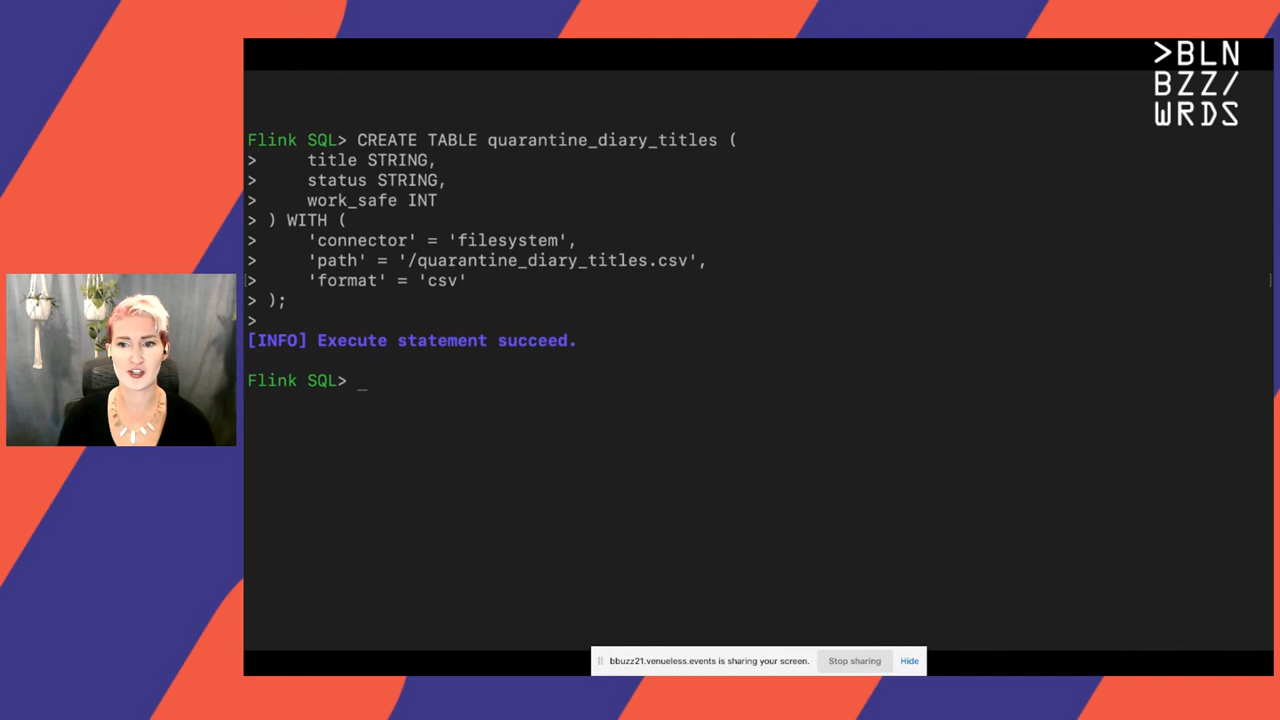 >BLN
BZZ/
WRDS
Flink SQL> CREATE TABLE quarantine_diary_titles (
> title STRING,
> status STRING,
> work_safe INT
> ) WITH (
> 'connector' = 'filesystem',
> 'path' = '/quarantine_diary_titles.csv',
> 'format' = 'csv'
> );
>
[INFO] Execute statement succeed.
Flink SQL> _
bbuzz21.venueless.events is sharing your screen. Stop sharing Hide